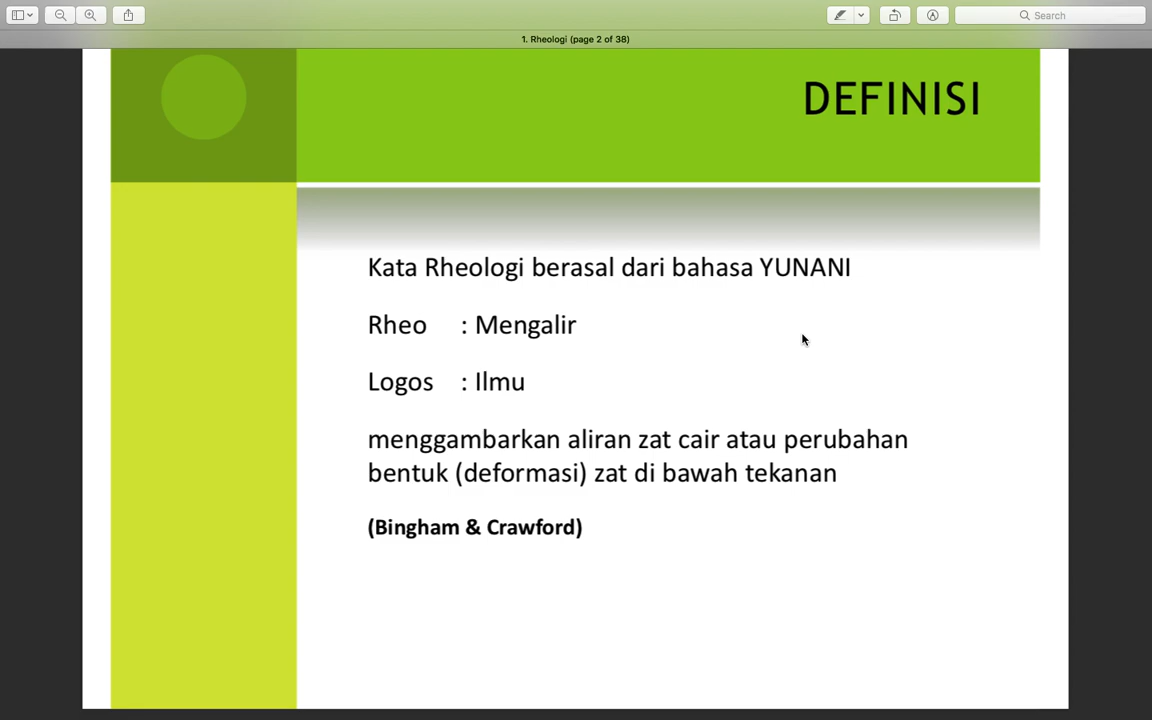 Search
1. Rheologi (page 2 of 38)
DEFINISI
Kata Rheologi berasal dari bahasa YUNANI
Rheo : Mengalir
Logos : Ilmu
menggambarkan aliran zat cair atau perubahan
bentuk (deformasi) zat di bawah tekanan
(Bingham & Crawford)